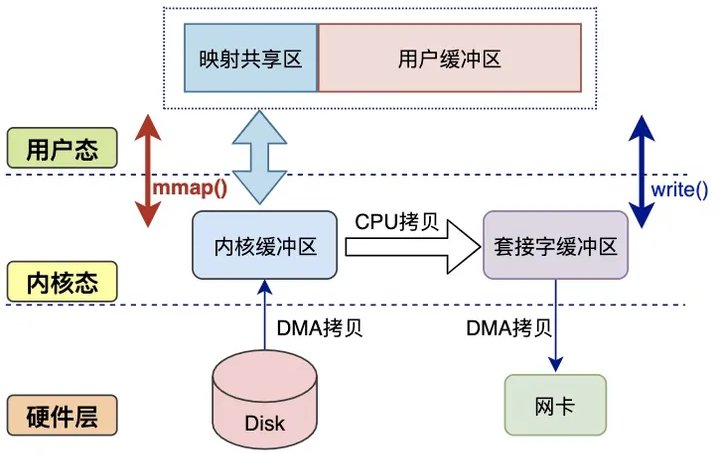 映射共享区
用户缓冲区
用户态
mmap()
write()
CPU拷贝
内核缓冲区
套接字缓冲区
内核态
DMA拷贝
DMA拷贝
硬件层
Disk
网卡